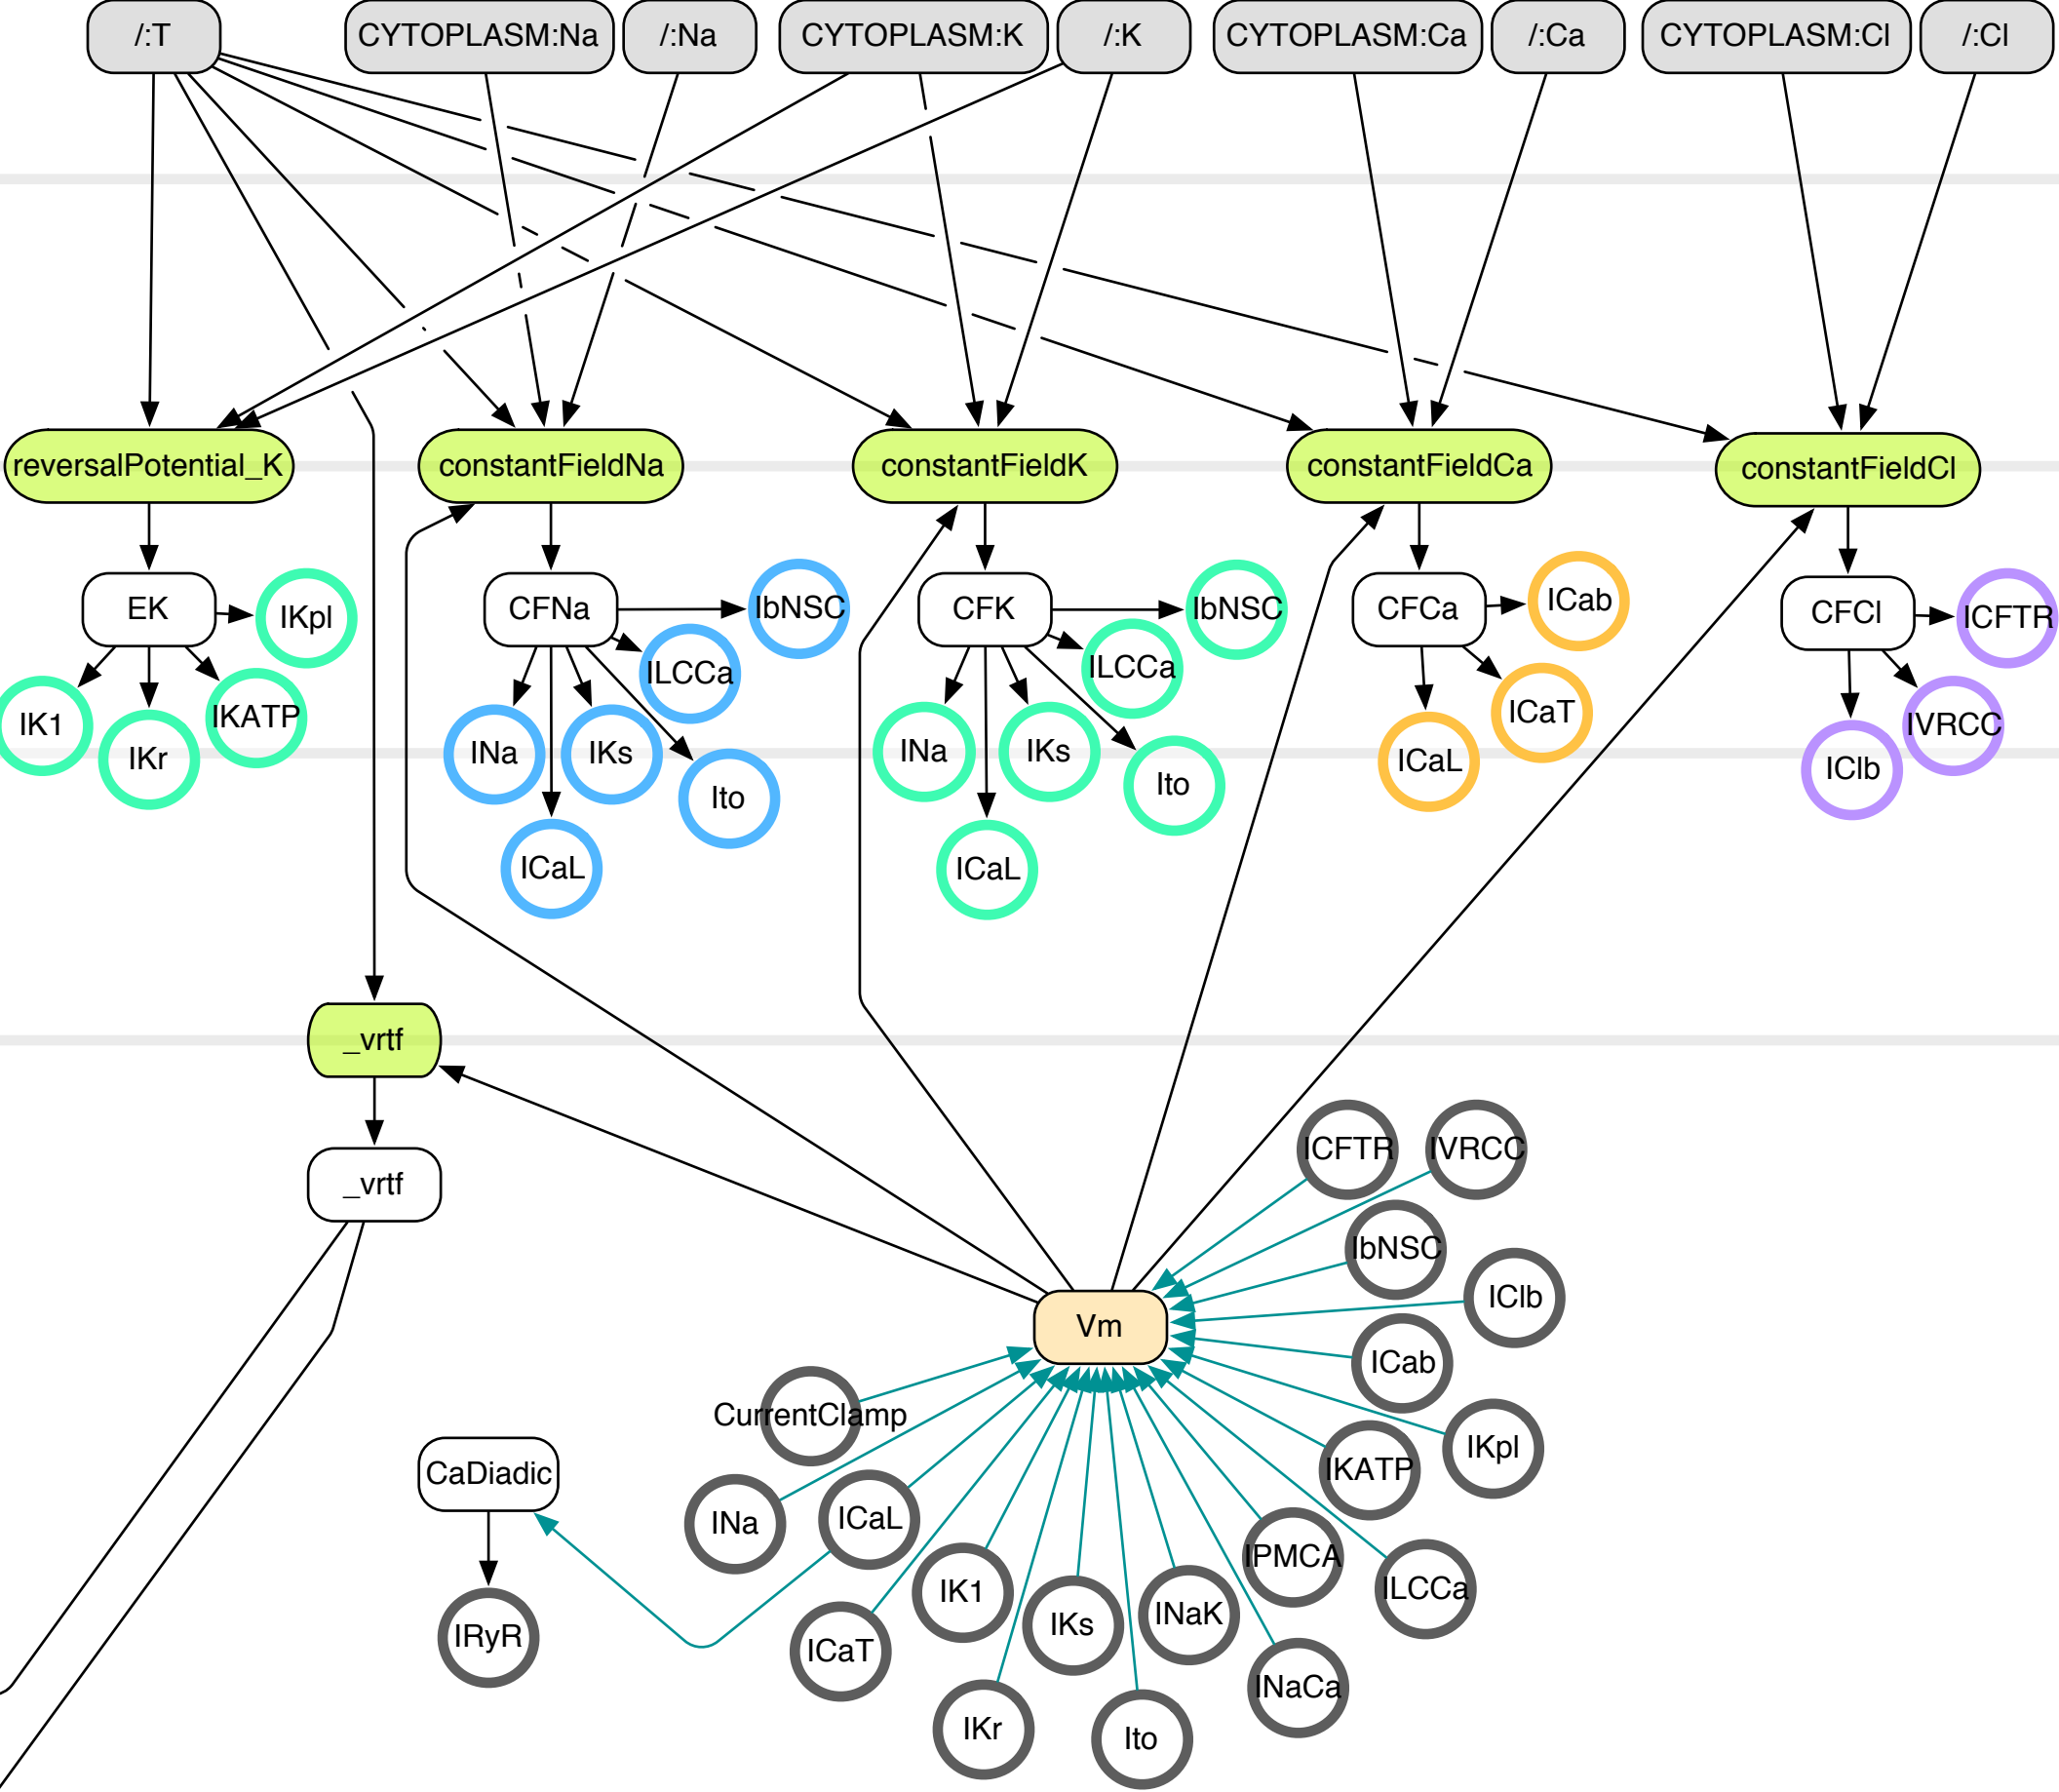 /:T
CYTOPLASM:Na
/:Na
CYTOPLASM:K
/:K
CYTOPLASM:Ca
/:Ca
CYTOPLASM:Cl
/:Cl
reversalPotential_K
constantFieldNa
constantFieldK
constantFieldCa
constantFieldCl
EK
IKpl
CFNa
IbNSC
CFK
IbNSC
CFCa
ICab
CFCl
ICFTR
IK1
IKr
IKATP
INa
ICaL
IKs
ILCCa
Ito
INa
ICaL
IKs
ILCCa
Ito
ICaL
ICaT
IClb
IVRCC
_vrtf
_vrtf
ICFTR
IVRCC
IbNSC
IClb
Vm
ICab
CurrentClamp
IKpl
IKATP
CaDiadic
INa
ICaL
IPMCA
ILCCa
IK1
INaK
IKs
IRyR
ICaT
INaCa
IKr
Ito